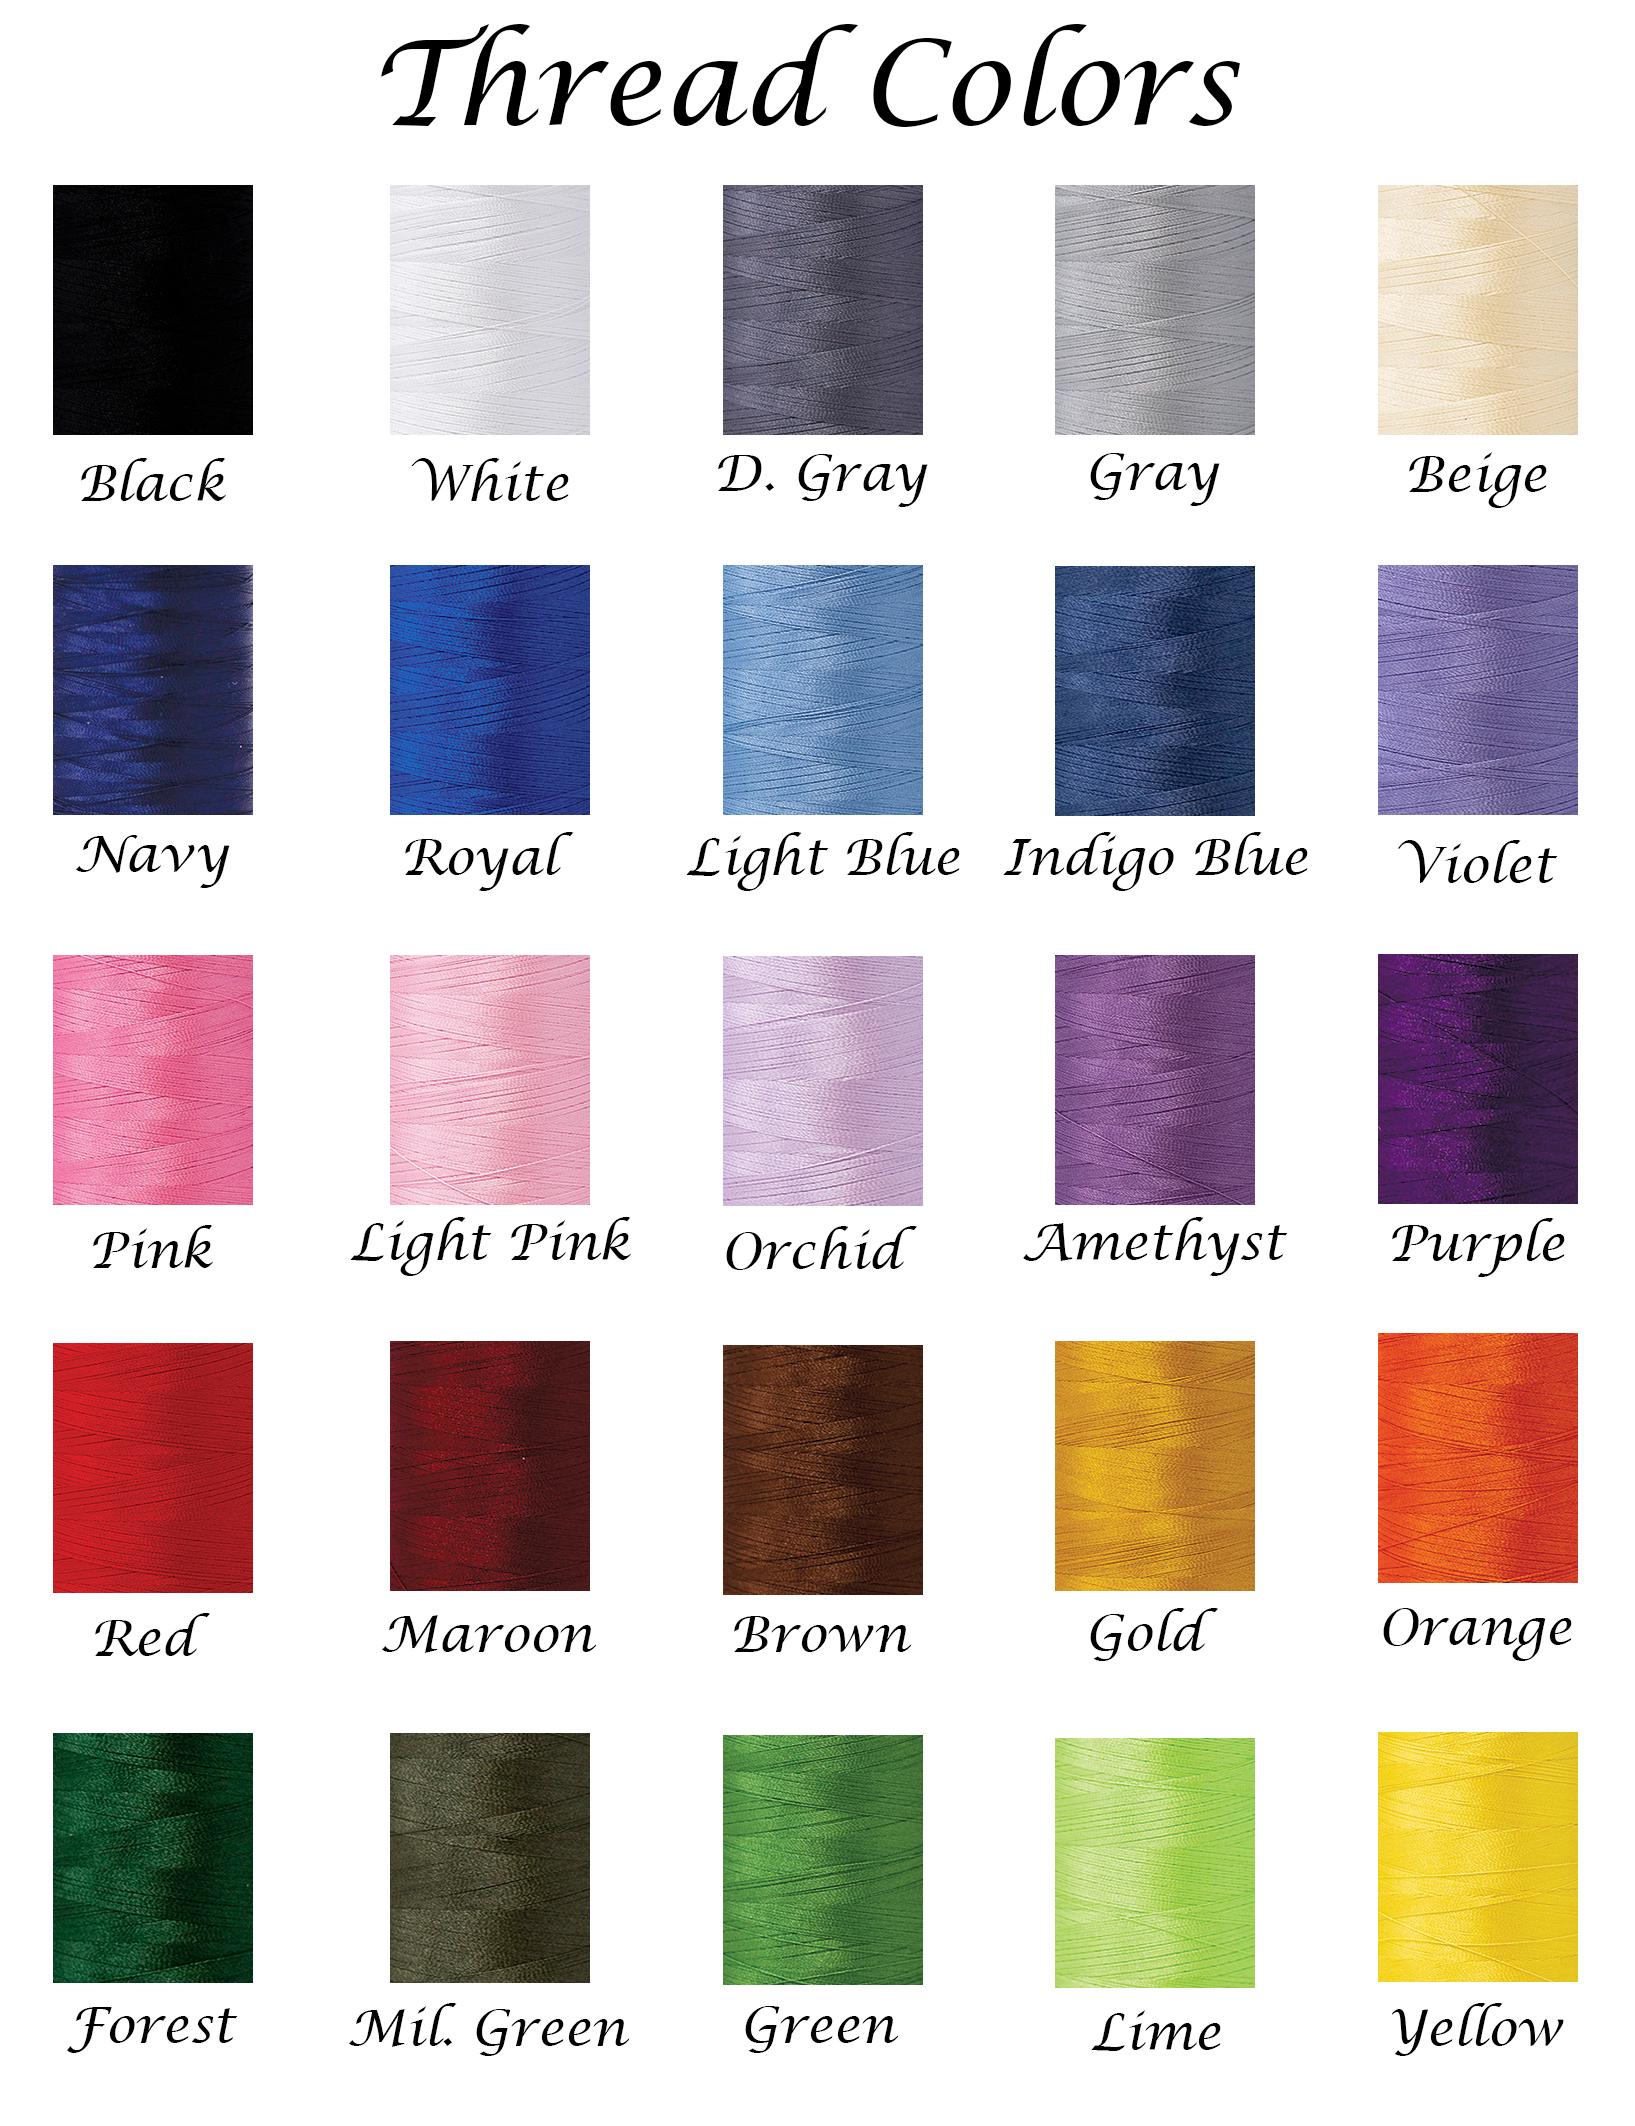 Thread Colors
Black White D. Gray Gray Beige
Navy Royal Light Blue Indigo Blue Violet
Pink Light Pink Orchid Amethyst Purple
Red Maroon Brown Gold Orange
Forest Mil. Green Green Lime Yellow